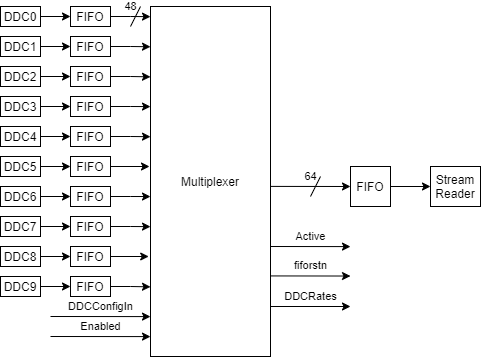 DDC0 FIFO 48
DDC1 FIFO
DDC2 FIFO
DDC3 FIFO
DDC4 FIFO
DDC5 FIFO
DDC6 FIFO
DDC7 FIFO
DDC8 FIFO
DDC9 FIFO
DDCConfigIn
Enabled
Multiplexer
64
FIFO
Stream
Reader
Active
fiforstn
DDCRates